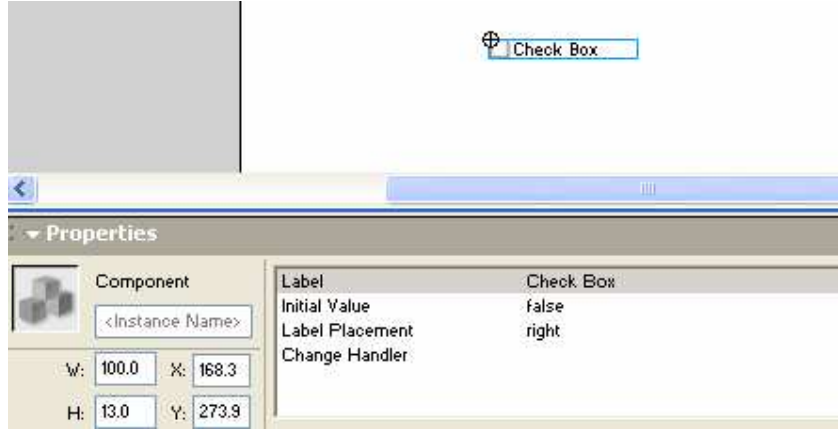 Check Box
Properties
Component
<Instance Name>
W: 100.0 X: 168.3
H: 13.0 Y: 273.9
Label Check Box
Initial Value false
Label Placement right
Change Handler